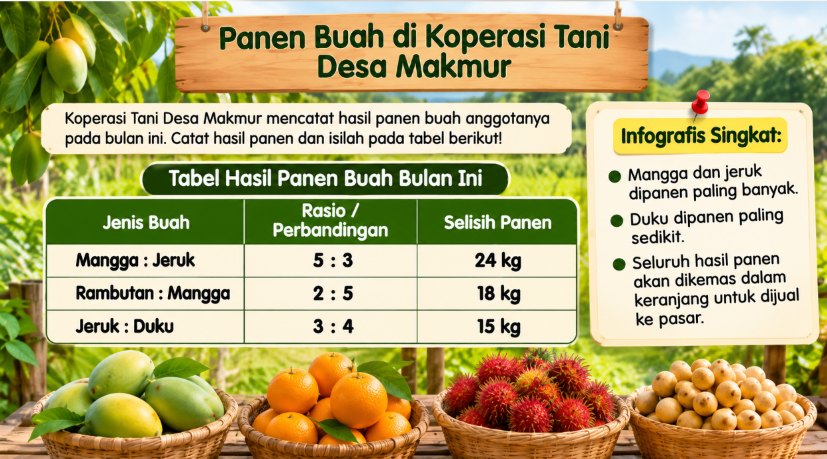 Panen Buah di Koperasi Tani
Desa Makmur
Koperasi Tani Desa Makmur mencatat hasil panen buah anggotanya
pada bulan ini. Catat hasil panen dan isilah pada tabel berikut!
Tabel Hasil Panen Buah Bulan Ini
Jenis Buah
Rasio /
Perbandingan
Selisih Panen
Mangga : Jeruk 5 : 3 24 kg
Rambutan : Mangga 2 : 5 18 kg
Jeruk : Duku 3 : 4 15 kg
Infografis Singkat:
Mangga dan jeruk
dipanen paling banyak.
Duku dipanen paling
sedikit.
Seluruh hasil panen
akan dikemas dalam
keranjang untuk dijual
ke pasar.